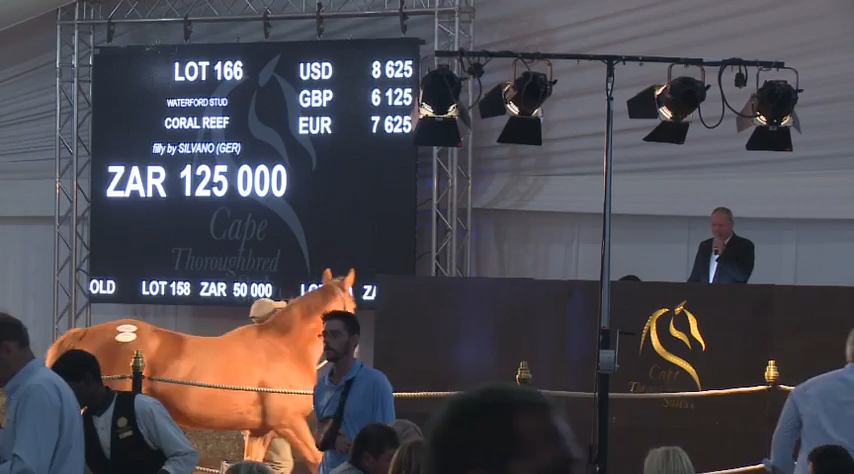 LOT 166
WATERFORD STUD
CORAL REEF
filly by SILVANO (GER)
ZAR 125 000
USD 8 625
GBP 6 125
EUR 7 625
Cape
Thoroughbred
OLD LOT 158 ZAR 50 000
Cape